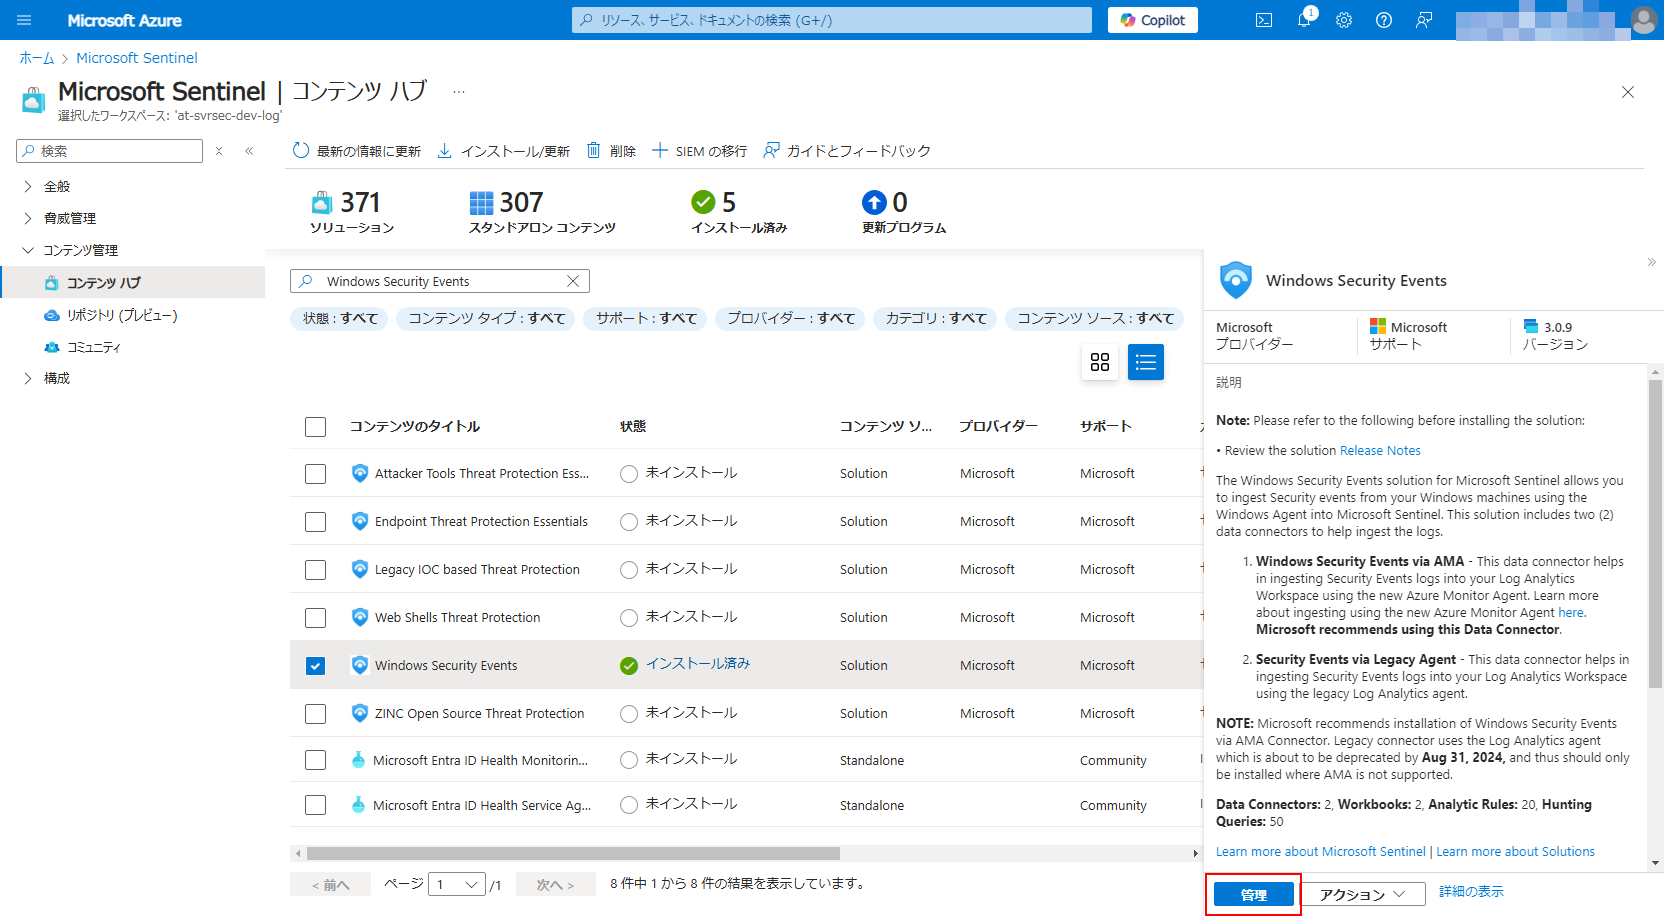 Microsoft Azure
リソース、サービス、ドキュメントの検索 (G+/)
Copilot
1
ホーム > Microsoft Sentinel
Microsoft Sentinel | コンテンツ ハブ ...
選択したワークスペース: 'at-svrsec-dev-log'
検索
最新の情報に更新
インストール/更新
削除
SIEM の移行
ガイドとフィードバック
全般
脅威管理
コンテンツ管理
コンテンツ ハブ
リポジトリ (プレビュー)
コミュニティ
構成
371
ソリューション
307
スタンドアロン コンテンツ
5
インストール済み
0
更新プログラム
Windows Security Events
状態 : すべて
コンテンツ タイプ : すべて
サポート : すべて
プロバイダー : すべて
カテゴリ : すべて
コンテンツ ソース : すべて
コンテンツのタイトル 状態 コンテンツ ソ... プロバイダー サポート
Attacker Tools Threat Protection Ess... 未インストール Solution Microsoft Microsoft
Endpoint Threat Protection Essentials 未インストール Solution Microsoft Microsoft
Legacy IOC based Threat Protection 未インストール Solution Microsoft Microsoft
Web Shells Threat Protection 未インストール Solution Microsoft Microsoft
Windows Security Events インストール済み Solution Microsoft Microsoft
ZINC Open Source Threat Protection 未インストール Solution Microsoft Microsoft
Microsoft Entra ID Health Monitorin... 未インストール Standalone Community
Microsoft Entra ID Health Service Ag... 未インストール Standalone Community
< 前へ ページ 1 /1 次へ > 8 件中 1 から 8 件の結果を表示しています。
Windows Security Events
Microsoft
プロバイダー
Microsoft
サポート
3.0.9
バージョン
説明
Note: Please refer to the following before installing the solution:
• Review the solution Release Notes
The Windows Security Events solution for Microsoft Sentinel allows you
to ingest Security events from your Windows machines using the
Windows Agent into Microsoft Sentinel. This solution includes two (2)
data connectors to help ingest the logs.
1. Windows Security Events via AMA - This data connector helps
in ingesting Security Events logs into your Log Analytics
Workspace using the new Azure Monitor Agent. Learn more
about ingesting using the new Azure Monitor Agent here.
Microsoft recommends using this Data Connector.
2. Security Events via Legacy Agent - This data connector helps in
ingesting Security Events logs into your Log Analytics Workspace
using the legacy Log Analytics agent.
NOTE: Microsoft recommends installation of Windows Security Events
via AMA Connector. Legacy connector uses the Log Analytics agent
which is about to be deprecated by Aug 31, 2024, and thus should only
be installed where AMA is not supported.
Data Connectors: 2, Workbooks: 2, Analytic Rules: 20, Hunting
Queries: 50
Learn more about Microsoft Sentinel | Learn more about Solutions
管理
アクション
詳細の表示